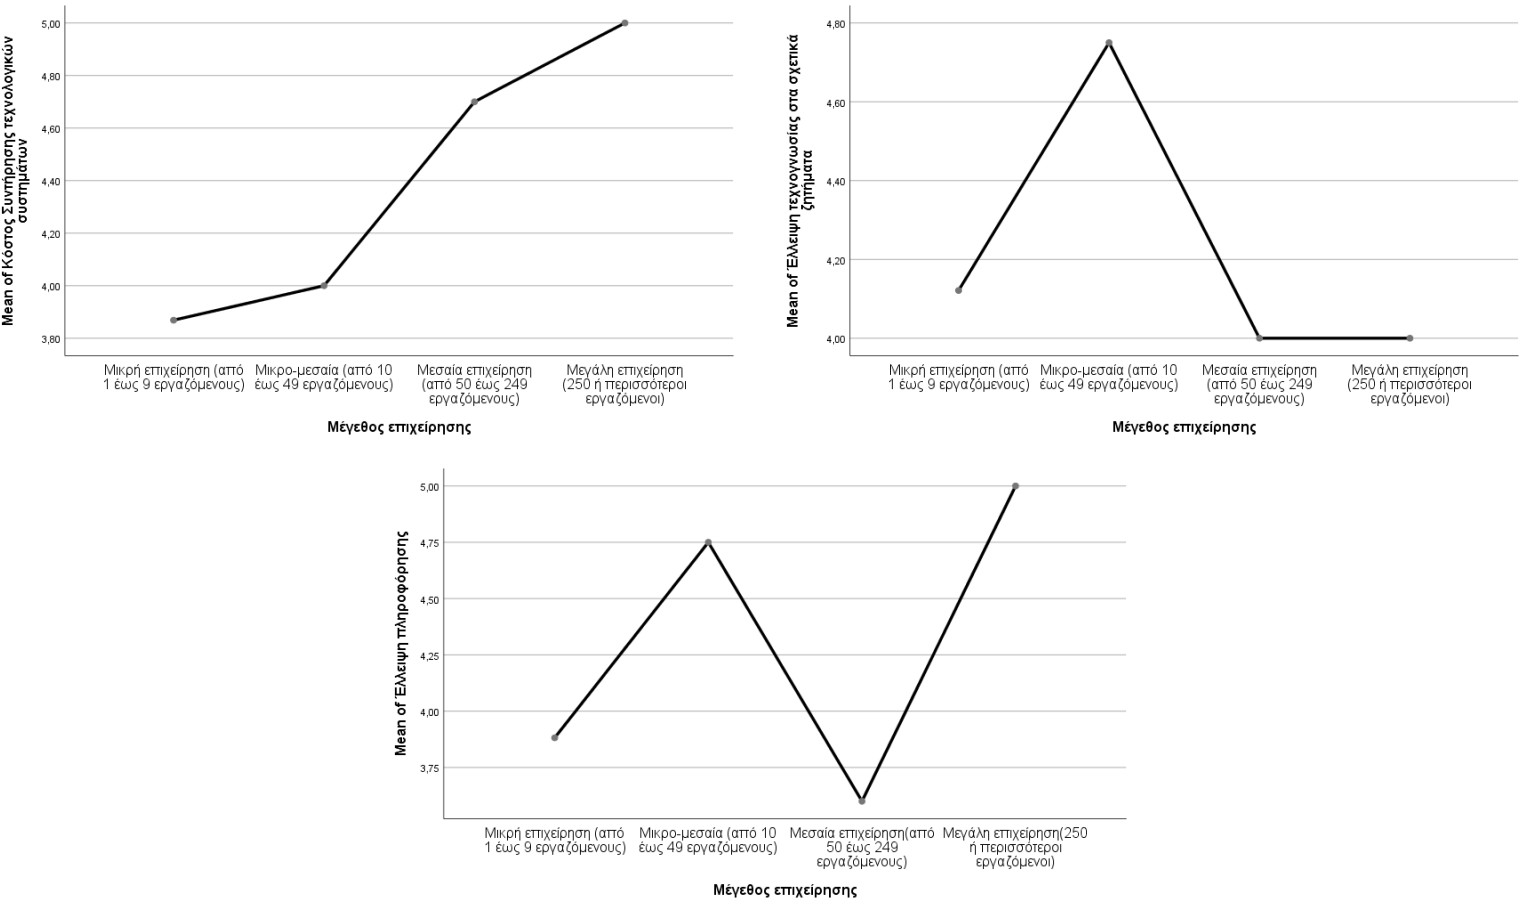 Mean of Κόστος Συντήρησης τεχνολογικών
συστημάτων
5,00
4,80
4,60
4,40
4,20
4,00
3,80
Μικρή επιχείρηση (από
1 έως 9 εργαζόμενους)
Μικρο-μεσαία (από 10
έως 49 εργαζόμενους)
Μεσαία επιχείρηση
(από 50 έως 249
εργαζόμενους)
Μεγάλη επιχείρηση
(250 ή περισσότεροι
εργαζόμενοι)
Μέγεθος επιχείρησης
Mean of Έλλειψη τεχνογνωσίας στα σχετικά
ζητήματα
4,80
4,60
4,40
4,20
4,00
Μικρή επιχείρηση (από
1 έως 9 εργαζόμενους)
Μικρο-μεσαία (από 10
έως 49 εργαζόμενους)
Μεσαία επιχείρηση
(από 50 έως 249
εργαζόμενους)
Μεγάλη επιχείρηση
(250 ή περισσότεροι
εργαζόμενοι)
Μέγεθος επιχείρησης
Mean of Έλλειψη πληροφόρησης
5,00
4,75
4,50
4,25
4,00
3,75
Μικρή επιχείρηση (από
1 έως 9 εργαζόμενους)
Μικρο-μεσαία (από 10
έως 49 εργαζόμενους)
Μεσαία επιχείρηση(από
50 έως 249
εργαζόμενους)
Μεγάλη επιχείρηση(250
ή περισσότεροι
εργαζόμενοι)
Μέγεθος επιχείρησης